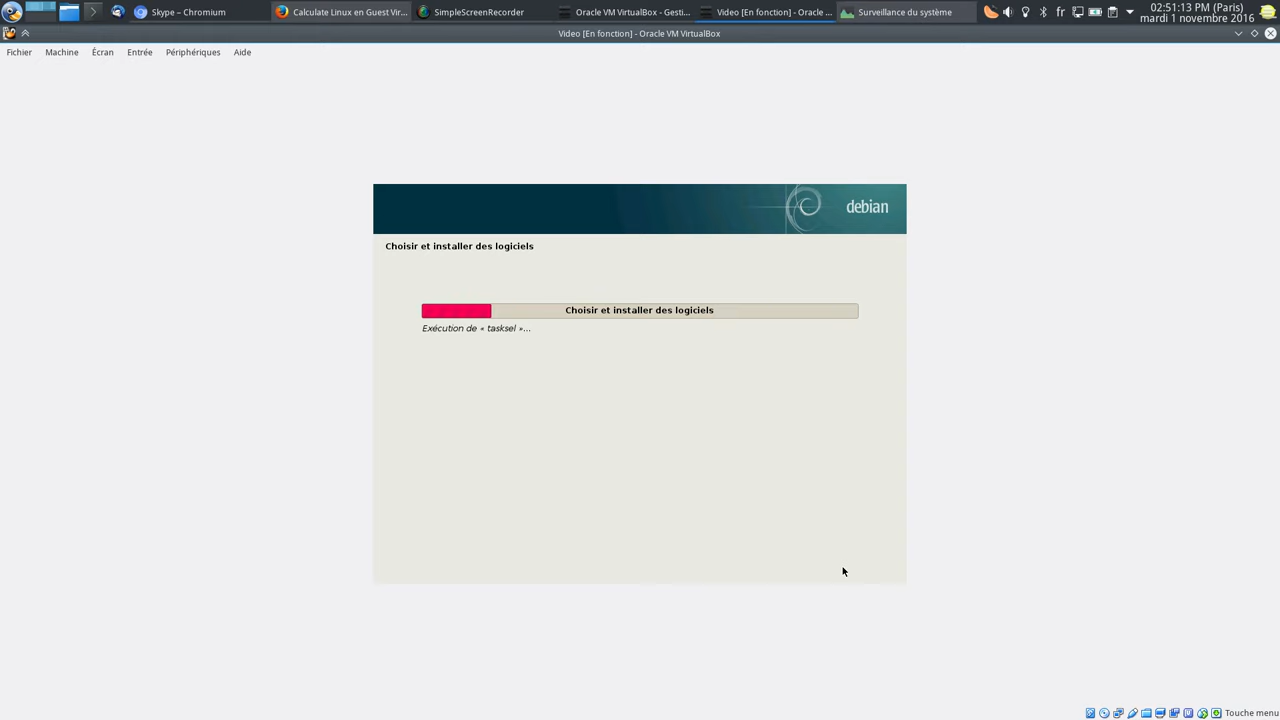 Skype – Chromium
Calculate Linux en Guest Vir...
SimpleScreenRecorder
Oracle VM VirtualBox - Gesti...
Video [En fonction] - Oracle ...
Surveillance du système
fr
02:51:13 PM (Paris)
mardi 1 novembre 2016
Video [En fonction] - Oracle VM VirtualBox
Fichier Machine Écran Entrée Périphériques Aide
debian
Choisir et installer des logiciels
Choisir et installer des logiciels
Exécution de « tasksel »...
Touche menu